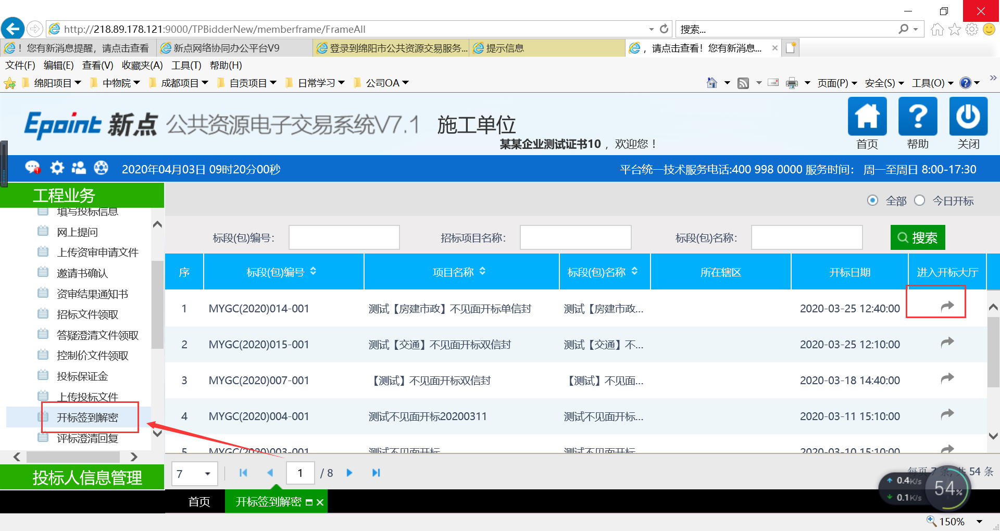 http://218.89.178.121:9000/TPBidderNew/memberframe/FrameAll
搜索...
！您有新消息提醒，请点击查看
新点网络协同办公平台V9
登录到绵阳市公共资源交易服务...
提示信息
，请点击查看！您有新消息...
文件(F) 编辑(E) 查看(V) 收藏夹(A) 工具(T) 帮助(H)
绵阳项目 中物院 成都项目 自贡项目 日常学习 公司OA
页面(P) 安全(S) 工具(O)
Epoint 新点 公共资源电子交易系统V7.1 施工单位
某某企业测试证书10，欢迎您！
首页 帮助 关闭
2020年04月03日 09时20分00秒
平台统一技术服务电话:400 998 0000 服务时间： 周一至周日 8:00-17:30
工程业务
填写投标信息
网上提问
上传资审申请文件
邀请书确认
资审结果通知书
招标文件领取
答疑澄清文件领取
控制价文件领取
投标保证金
上传投标文件
开标签到解密
评标澄清回复
投标人信息管理
全部 今日开标
标段(包)编号： 招标项目名称： 标段(包)名称： 搜索
序 标段(包)编号 项目名称 标段(包)名称 所在辖区 开标日期 进入开标大厅
1 MYGC(2020)014-001 测试【房建市政】不见面开标单信封 测试【房建市政... 2020-03-25 12:40:00
2 MYGC(2020)015-001 测试【交通】不见面开标双信封 测试【交通】不... 2020-03-25 12:10:00
3 MYGC(2020)007-001 【测试】不见面开标双信封 【测试】不见面... 2020-03-18 14:40:00
4 MYGC(2020)004-001 测试不见面开标20200311 测试不见面开标... 2020-03-11 15:10:00
5 MYGC(2020)003-001 测试不见面开标 测试不见面开标 2020-03-10 15:10:00
7 1 / 8 每页 7 条, 共 54 条
首页 开标签到解密
0.4K/s
0.1K/s
54%
150%